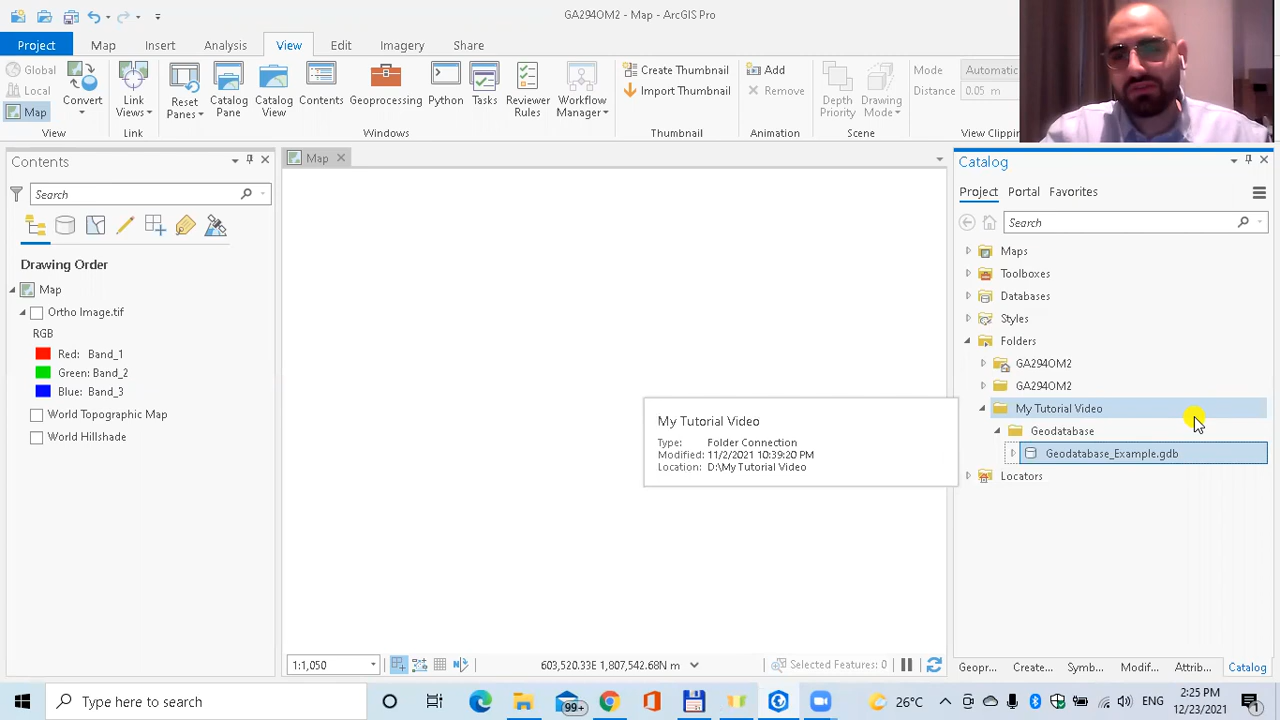 GA294OM2 - Map - ArcGIS Pro
Project Map Insert Analysis View Edit Imagery Share
Global
Local
Map
Convert
Link Views
Reset Panes
Catalog Pane
Catalog View
Contents
Geoprocessing
Python
Tasks
Reviewer Rules
Workflow Manager
Create Thumbnail
Import Thumbnail
Add
Remove
Depth Priority
Drawing Mode
Mode Automatic
Distance 0.05 m
View Link Windows Thumbnail Animation Scene View Clippin
Contents
Search
Drawing Order
Map
Ortho Image.tif
RGB
Red: Band_1
Green: Band_2
Blue: Band_3
World Topographic Map
World Hillshade
Map
My Tutorial Video
Type: Folder Connection
Modified: 11/2/2021 10:39:20 PM
Location: D:\My Tutorial Video
1:1,050
603,520.33E 1,807,542.68N m
Selected Features: 0
Catalog
Project Portal Favorites
Search
Maps
Toolboxes
Databases
Styles
Folders
GA294OM2
GA294OM2
My Tutorial Video
Geodatabase
Geodatabase_Example.gdb
Locators
Geopr... Create... Symb... Modif... Attrib... Catalog
Type here to search
99+
26°C
ENG
2:25 PM
12/23/2021
1